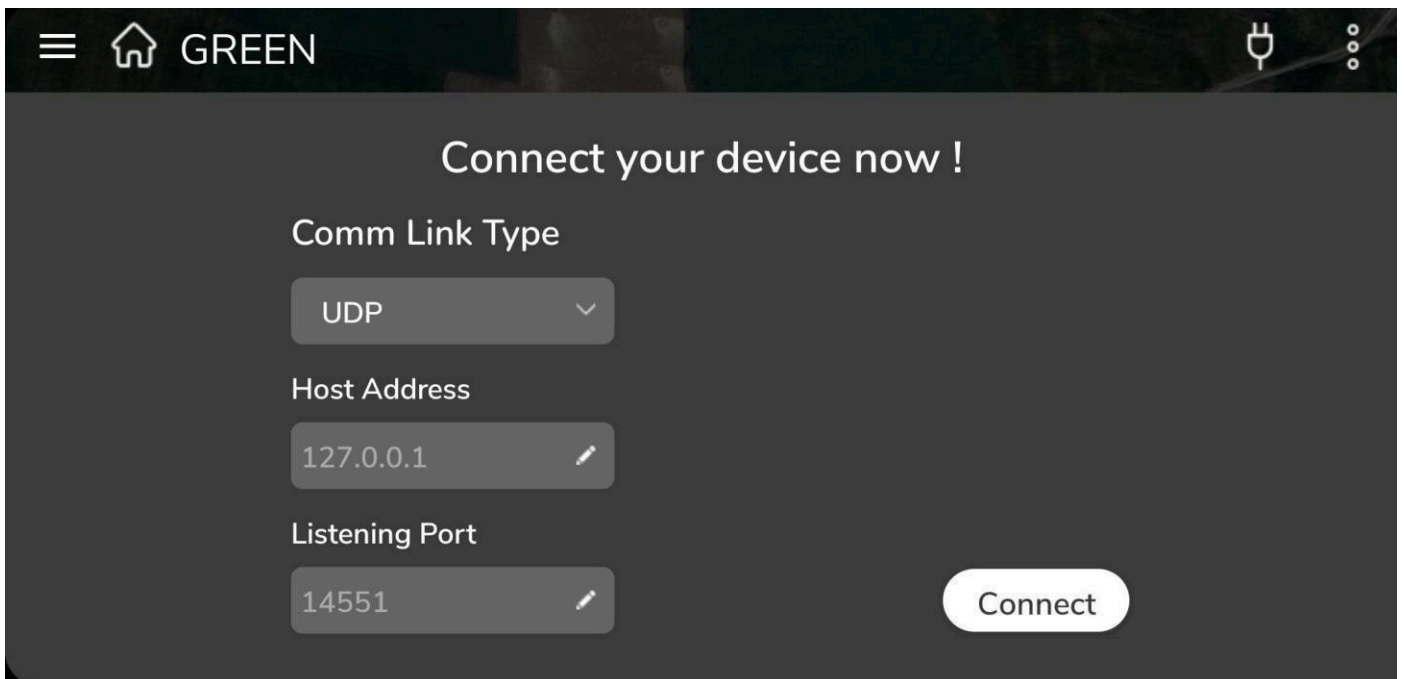 GREEN
Connect your device now !
Comm Link Type
UDP
Host Address
127.0.0.1
Listening Port
14551
Connect